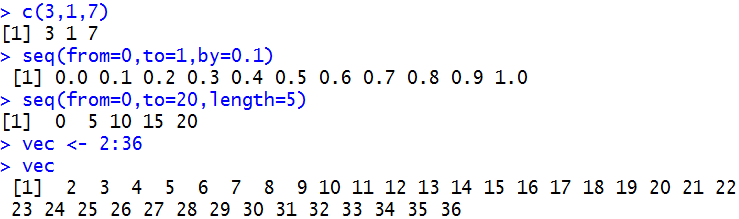 > c(3,1,7)
[1] 3 1 7
> seq(from=0,to=1,by=0.1)
 [1] 0.0 0.1 0.2 0.3 0.4 0.5 0.6 0.7 0.8 0.9 1.0
> seq(from=0,to=20,length=5)
[1]  0  5 10 15 20
> vec <- 2:36
> vec
 [1]  2  3  4  5  6  7  8  9 10 11 12 13 14 15 16 17 18 19 20 21 22
23 24 25 26 27 28 29 30 31 32 33 34 35 36